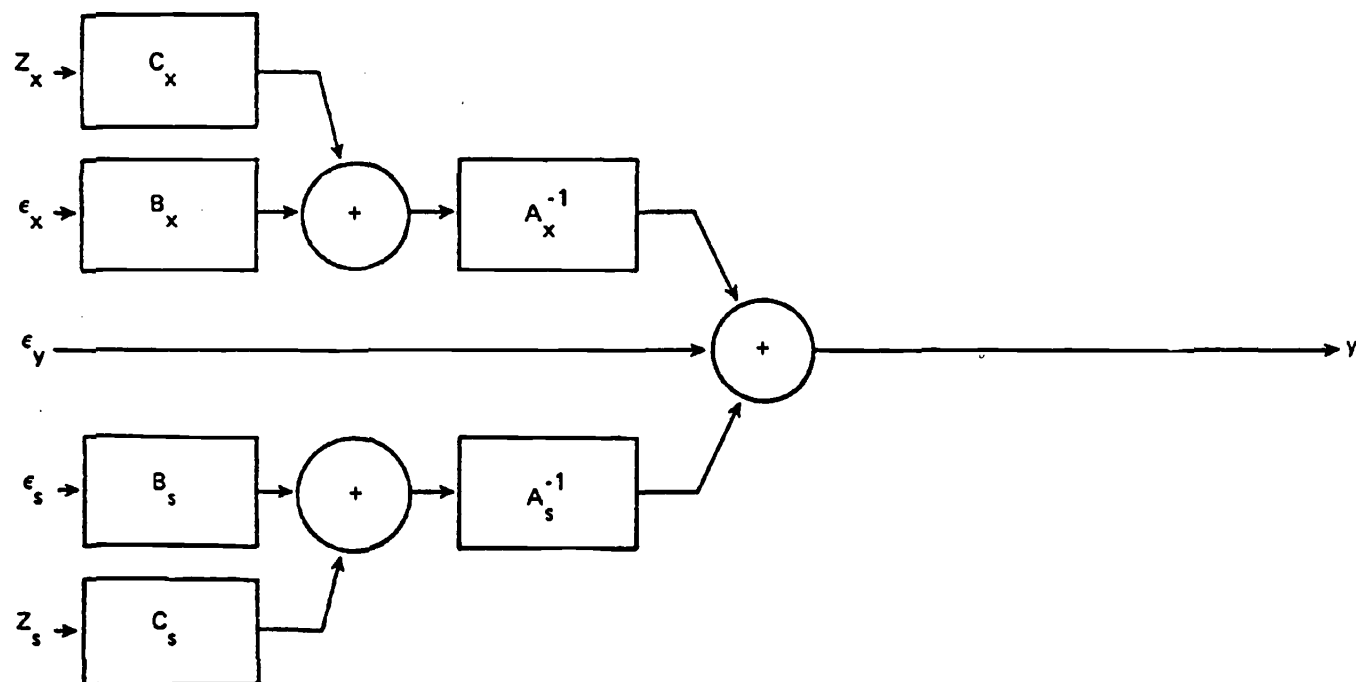 Z_x C_x
ϵ_x B_x + A_x^-1
ϵ_y + y
ϵ_s B_s + A_s^-1
Z_s C_s